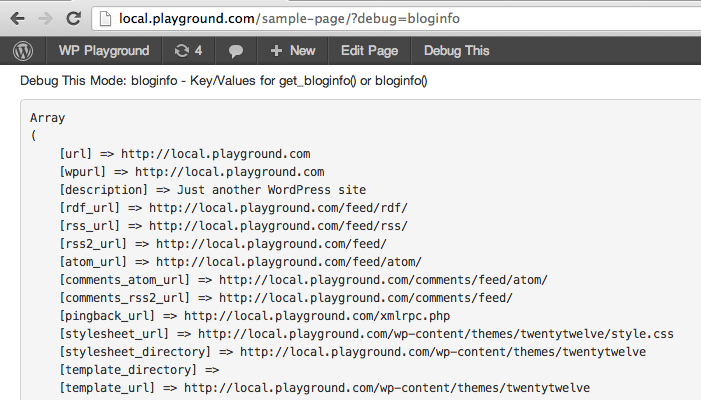 local.playground.com/sample-page/?debug=bloginfo
WP Playground 4 + New Edit Page Debug This
Debug This Mode: bloginfo - Key/Values for get_bloginfo() or bloginfo()
Array
(
[url] => http://local.playground.com
[wpurl] => http://local.playground.com
[description] => Just another WordPress site
[rdf_url] => http://local.playground.com/feed/rdf/
[rss_url] => http://local.playground.com/feed/rss/
[rss2_url] => http://local.playground.com/feed/
[atom_url] => http://local.playground.com/feed/atom/
[comments_atom_url] => http://local.playground.com/comments/feed/atom/
[comments_rss2_url] => http://local.playground.com/comments/feed/
[pingback_url] => http://local.playground.com/xmlrpc.php
[stylesheet_url] => http://local.playground.com/wp-content/themes/twentytwelve/style.css
[stylesheet_directory] => http://local.playground.com/wp-content/themes/twentytwelve
[template_directory] =>
[template_url] => http://local.playground.com/wp-content/themes/twentytwelve